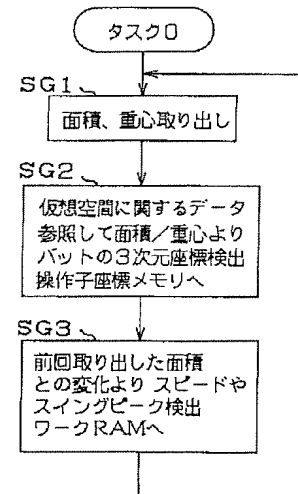 タスク0
SG1
面積、重心取り出し
SG2
仮想空間に関するデータ
参照して面積／重心より
バットの3次元座標検出
操作子座標メモリへ
SG3
前回取り出した面積
との変化より スピードや
スイングピーク検出
ワークRAMへ